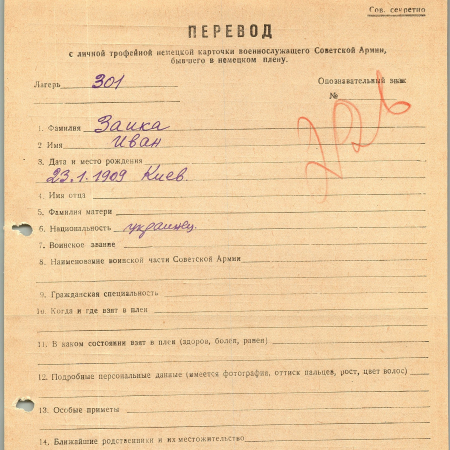 Сов. секретно
ПЕРЕВОД
с личной трофейной немецкой карточки военнослужащего Советской Армии,
бывшего в немецком плену.
Лагерь 301 Опознавательный знак
№
1. Фамилия Заика
2 Имя Иван
3. Дата и место рождения
23.1.1909 Киев.
4. Имя отца
5. Фамилия матери
6. Национальность украинец.
7. Воинское звание
8. Наименование воинской части Советской Армии
9. Гражданская специальность
10. Когда и где взят в плен
11. В каком состоянии взят в плен (здоров, болен, ранен)
12. Подробные персональные данные (имеется фотография, оттиск пальцев, рост, цвет волос)
13. Особые приметы
14. Ближайшие родственники и их местожительство